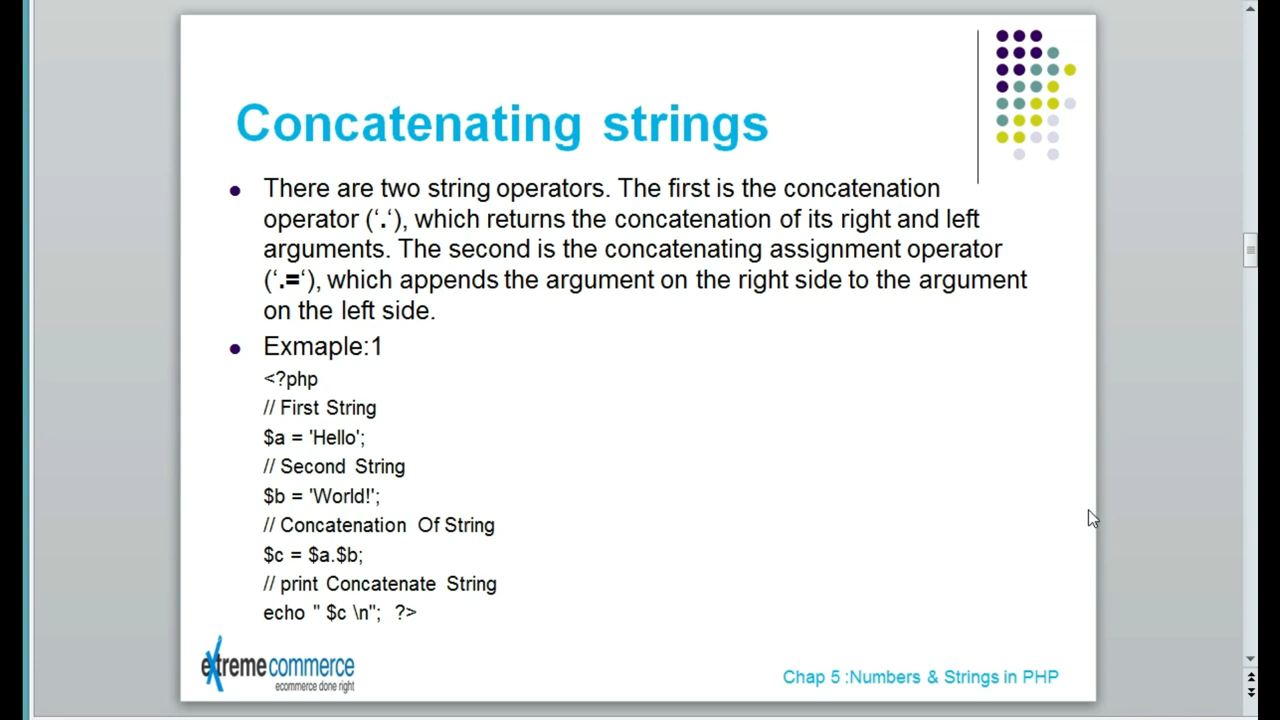 Concatenating strings
There are two string operators. The first is the concatenation
operator (‘.‘), which returns the concatenation of its right and left
arguments. The second is the concatenating assignment operator
(‘.=‘), which appends the argument on the right side to the argument
on the left side.
Exmaple:1
<?php
// First String
$a = 'Hello';
// Second String
$b = 'World!';
// Concatenation Of String
$c = $a.$b;
// print Concatenate String
echo " $c \n"; ?>
extreme commerce
ecommerce done right
Chap 5 :Numbers & Strings in PHP